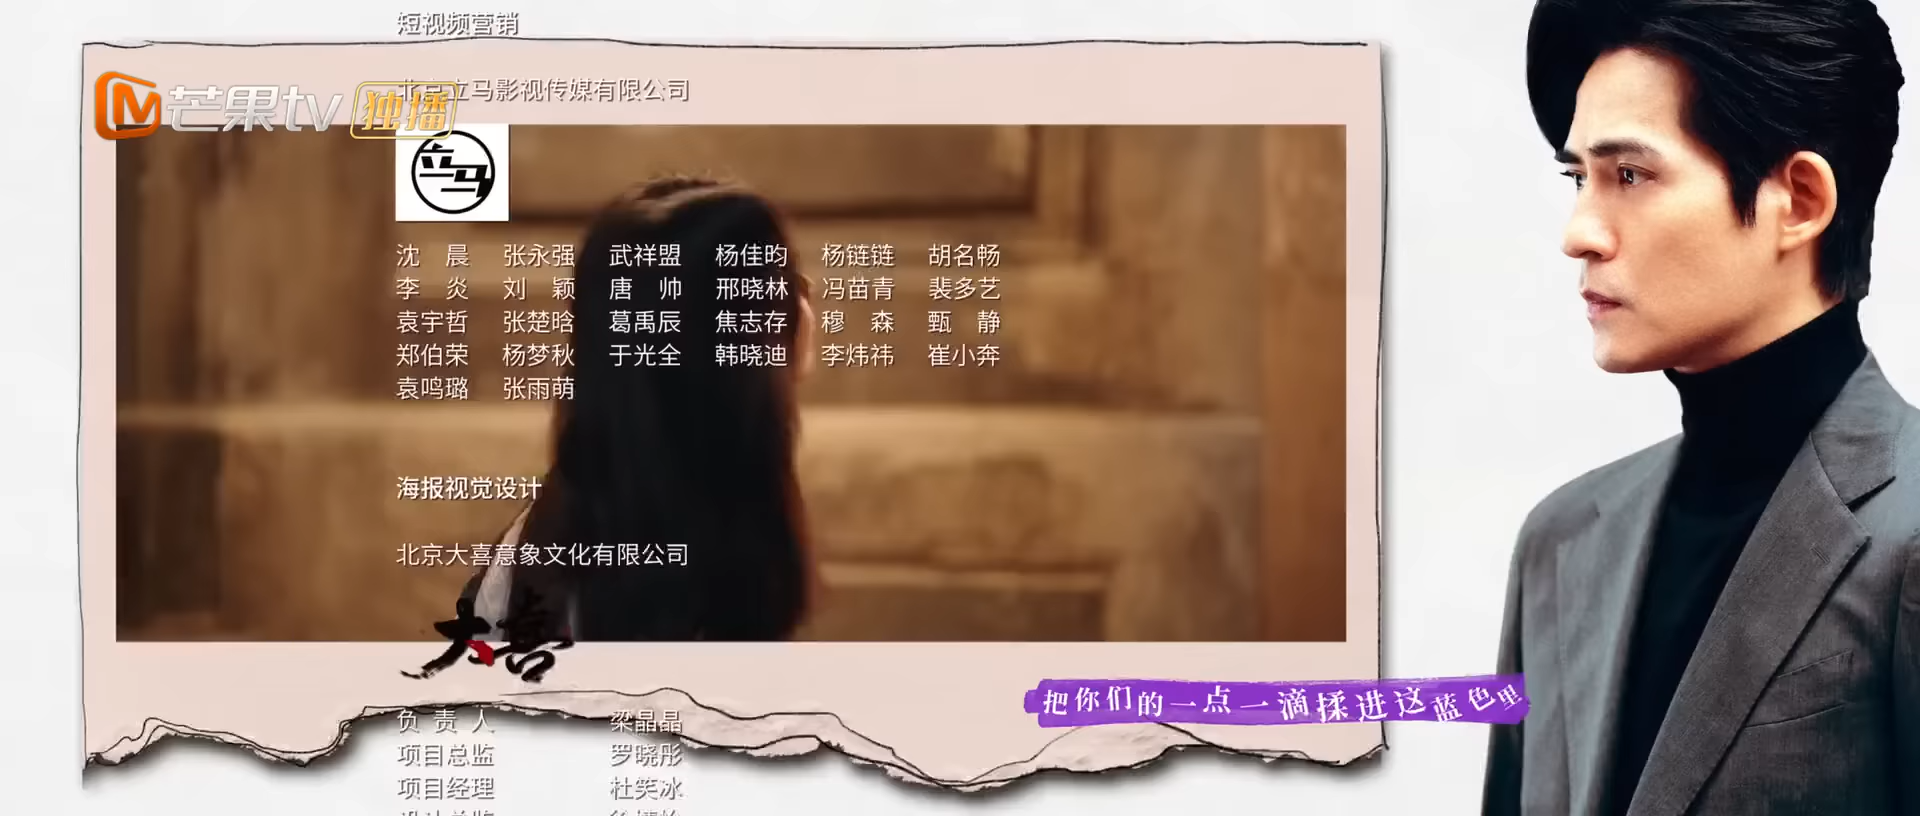 短视频营销
北京立马影视传媒有限公司
芒果tv 独播
立马
沈 晨 张永强 武祥盟 杨佳昀 杨链链 胡名畅
李 炎 刘 颖 唐 帅 邢晓林 冯苗青 裴多艺
袁宇哲 张楚晗 葛禹辰 焦志存 穆 森 甄 静
郑伯荣 杨梦秋 于光全 韩晓迪 李炜祎 崔小奔
袁鸣璐 张雨萌
海报视觉设计
北京大喜意象文化有限公司
大喜
把你们的一点一滴揉进这蓝色里
负 责 人 梁晶晶
项目总监 罗晓彤
项目经理 杜笑冰